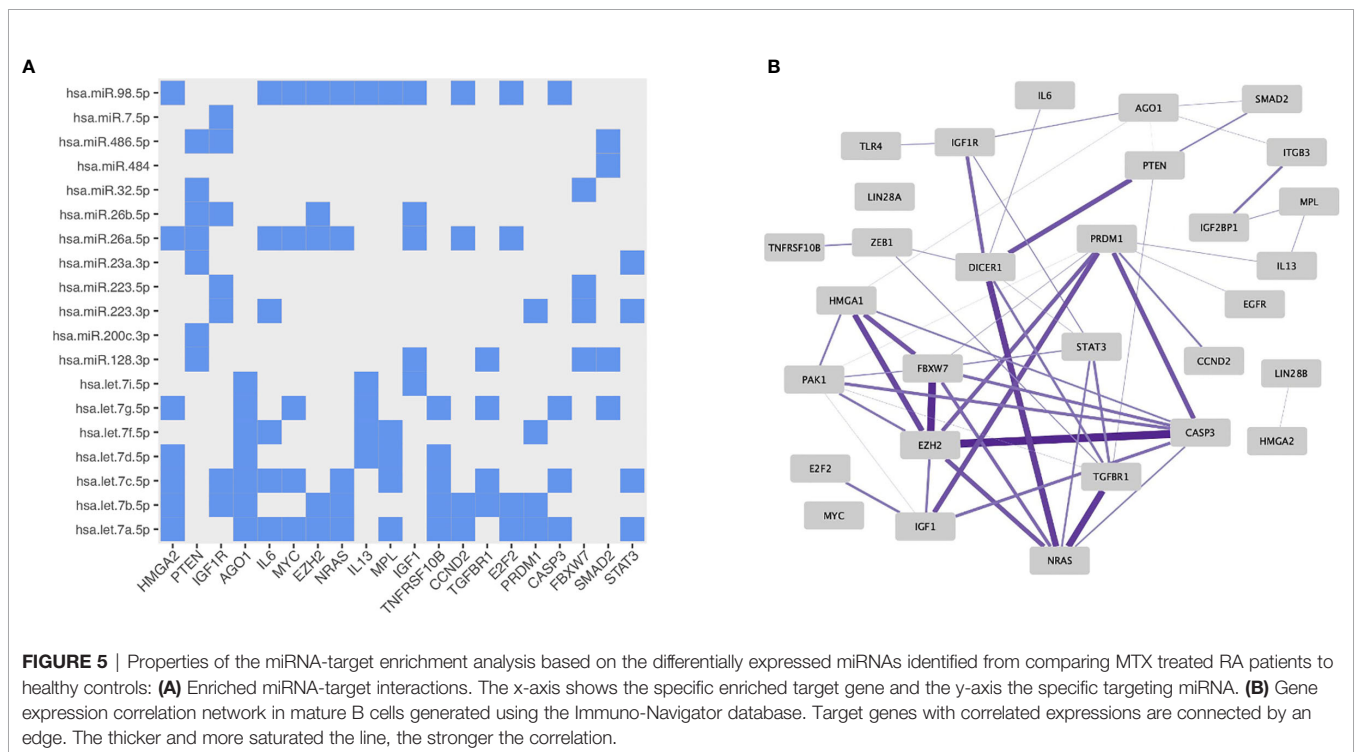 A
hsa.miR.98.5p
hsa.miR.7.5p
hsa.miR.486.5p
hsa.miR.484
hsa.miR.32.5p
hsa.miR.26b.5p
hsa.miR.26a.5p
hsa.miR.23a.3p
hsa.miR.223.5p
hsa.miR.223.3p
hsa.miR.200c.3p
hsa.miR.128.3p
hsa.let.7i.5p
hsa.let.7g.5p
hsa.let.7f.5p
hsa.let.7d.5p
hsa.let.7c.5p
hsa.let.7b.5p
hsa.let.7a.5p
HMGA2
PTEN
IGF1R
AGO1
IL6
MYC
EZH2
NRAS
IL13
MPL
IGF1
TNFRSF10B
CCND2
TGFBR1
E2F2
PRDM1
CASP3
FBXW7
SMAD2
STAT3
B
IL6
AGO1
SMAD2
TLR4
IGF1R
PTEN
ITGB3
LIN28A
MPL
IGF2BP1
TNFRSF10B
ZEB1
PRDM1
DICER1
IL13
HMGA1
EGFR
STAT3
CCND2
PAK1
FBXW7
LIN28B
CASP3
HMGA2
EZH2
E2F2
TGFBR1
MYC
IGF1
NRAS
FIGURE 5 | Properties of the miRNA-target enrichment analysis based on the differentially expressed miRNAs identified from comparing MTX treated RA patients to
healthy controls: (A) Enriched miRNA-target interactions. The x-axis shows the specific enriched target gene and the y-axis the specific targeting miRNA. (B) Gene
expression correlation network in mature B cells generated using the Immuno-Navigator database. Target genes with correlated expressions are connected by an
edge. The thicker and more saturated the line, the stronger the correlation.